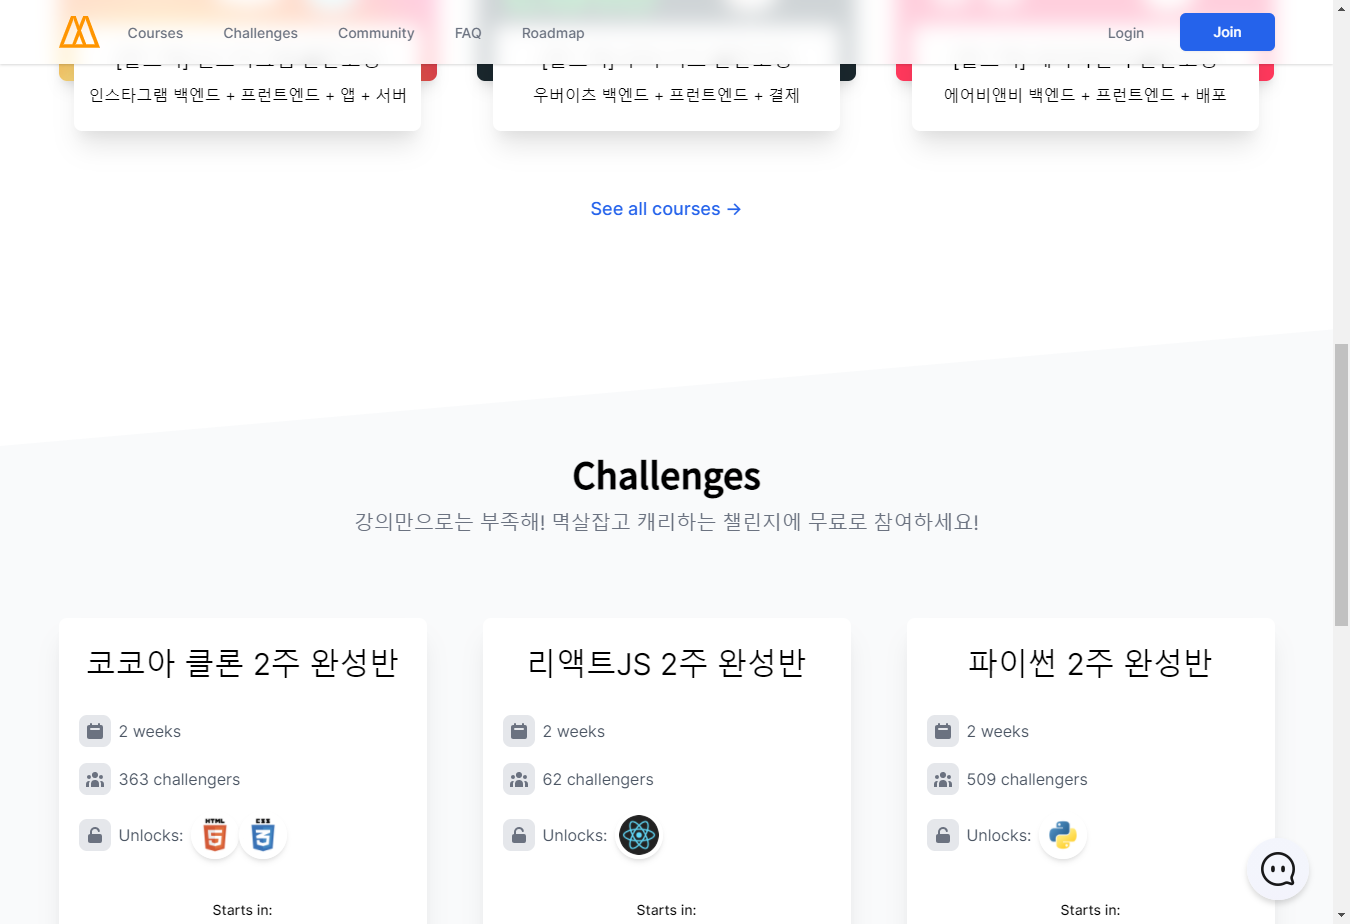 Courses Challenges Community FAQ Roadmap Login Join
인스타그램 백엔드 + 프런트엔드 + 앱 + 서버
우버이츠 백엔드 + 프런트엔드 + 결제
에어비앤비 백엔드 + 프런트엔드 + 배포
See all courses →
Challenges
강의만으로는 부족해! 멱살잡고 캐리하는 챌린지에 무료로 참여하세요!
코코아 클론 2주 완성반
2 weeks
363 challengers
Unlocks: HTML 5 CSS 3
Starts in:
리액트JS 2주 완성반
2 weeks
62 challengers
Unlocks:
Starts in:
파이썬 2주 완성반
2 weeks
509 challengers
Unlocks:
Starts in: